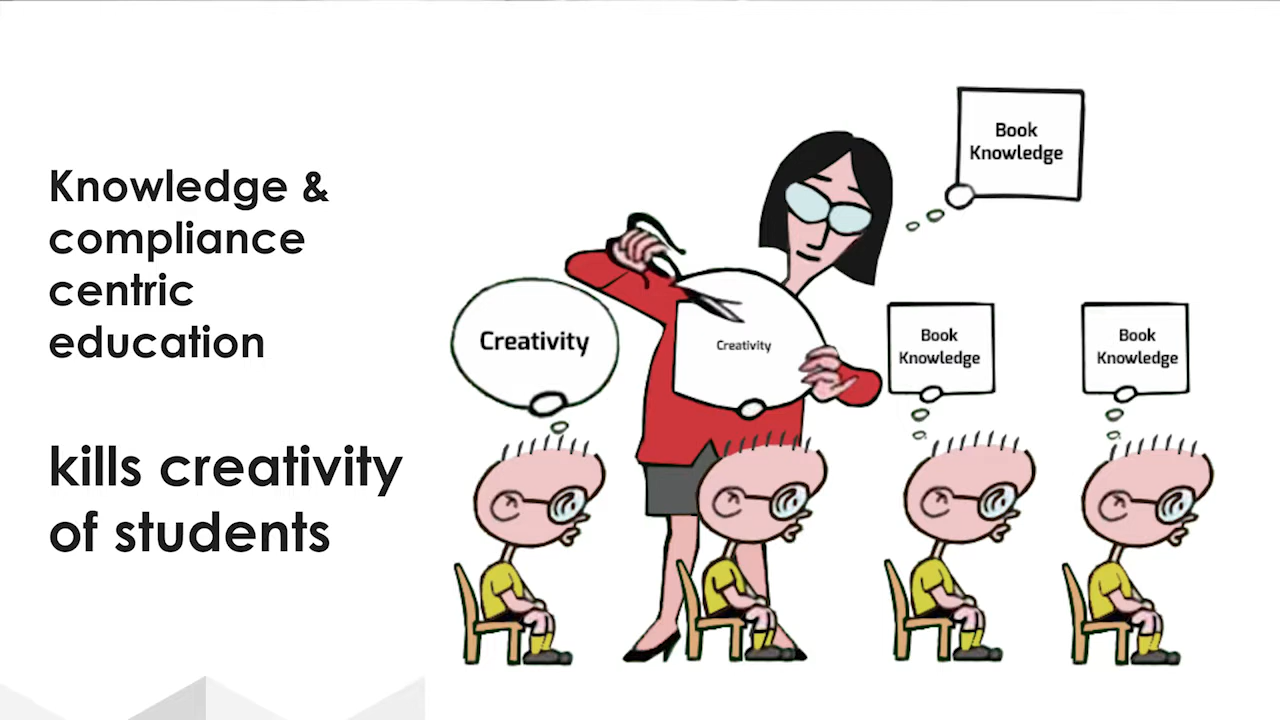 Knowledge &
compliance
centric
education
kills creativity
of students
Book
Knowledge
Creativity
Creativity
Book
Knowledge
Book
Knowledge